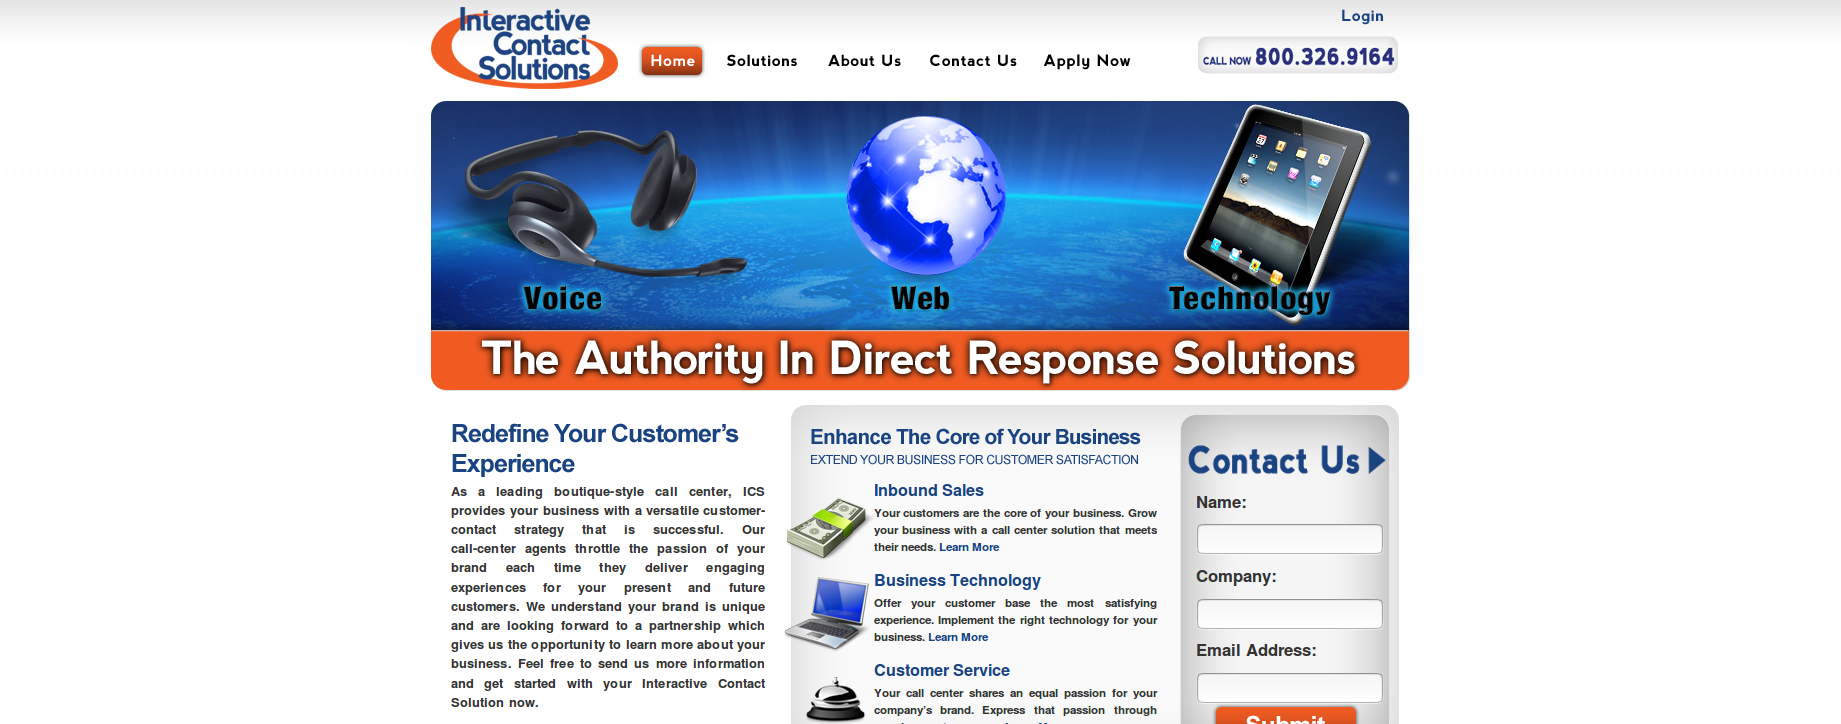 Interactive
Contact
Solutions
Home Solutions About Us Contact Us Apply Now
Login
CALL NOW 800.326.9164
Voice Web Technology
The Authority In Direct Response Solutions
Redefine Your Customer's
Experience
As a leading boutique-style call center, ICS
provides your business with a versatile customer-
contact strategy that is successful. Our
call-center agents throttle the passion of your
brand each time they deliver engaging
experiences for your present and future
customers. We understand your brand is unique
and are looking forward to a partnership which
gives us the opportunity to learn more about your
business. Feel free to send us more information
and get started with your Interactive Contact
Solution now.
Enhance The Core of Your Business
EXTEND YOUR BUSINESS FOR CUSTOMER SATISFACTION
Inbound Sales
Your customers are the core of your business. Grow
your business with a call center solution that meets
their needs. Learn More
Business Technology
Offer your customer base the most satisfying
experience. Implement the right technology for your
business. Learn More
Customer Service
Your call center shares an equal passion for your
company's brand. Express that passion through
Contact Us
Name:
Company:
Email Address:
Submit